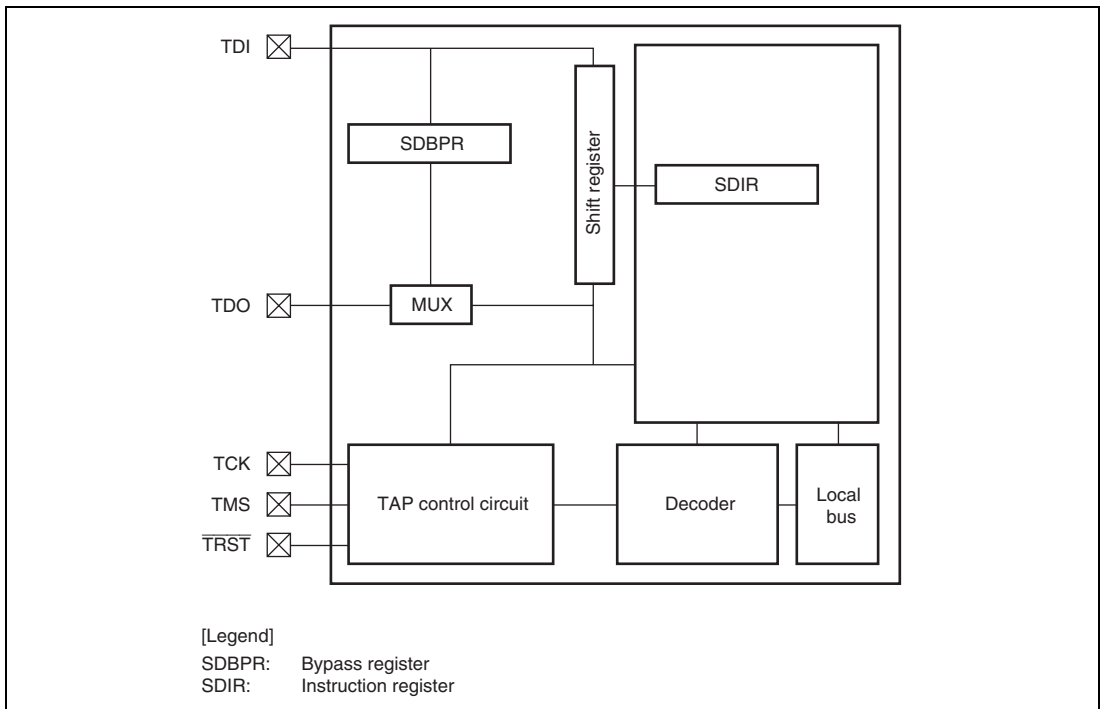 TDI
SDBPR
Shift register
SDIR
TDO
MUX
TCK
TMS
TRST
TAP control circuit
Decoder
Local
bus
[Legend]
SDBPR: Bypass register
SDIR: Instruction register